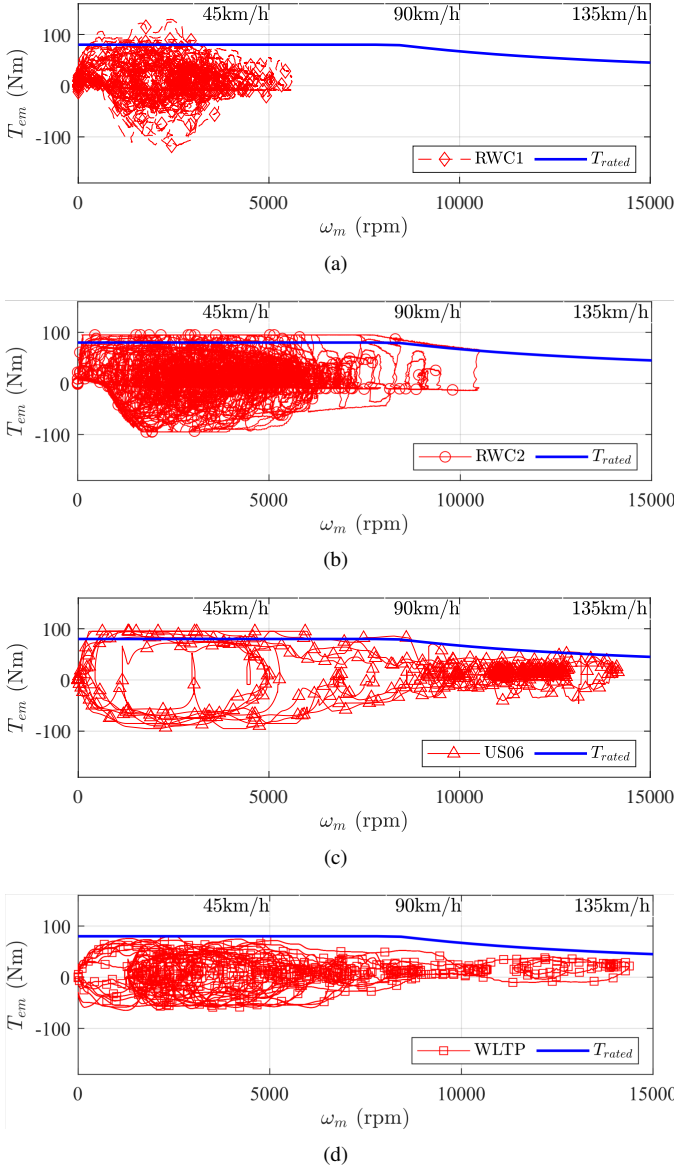 45km/h 90km/h 135km/h
100
0
-100
T_em (Nm)
RWC1 T_rated
0 5000 10000 15000
ω_m (rpm)
(a)
45km/h 90km/h 135km/h
100
0
-100
T_em (Nm)
RWC2 T_rated
0 5000 10000 15000
ω_m (rpm)
(b)
45km/h 90km/h 135km/h
100
0
-100
T_em (Nm)
US06 T_rated
0 5000 10000 15000
ω_m (rpm)
(c)
45km/h 90km/h 135km/h
100
0
-100
T_em (Nm)
WLTP T_rated
0 5000 10000 15000
ω_m (rpm)
(d)